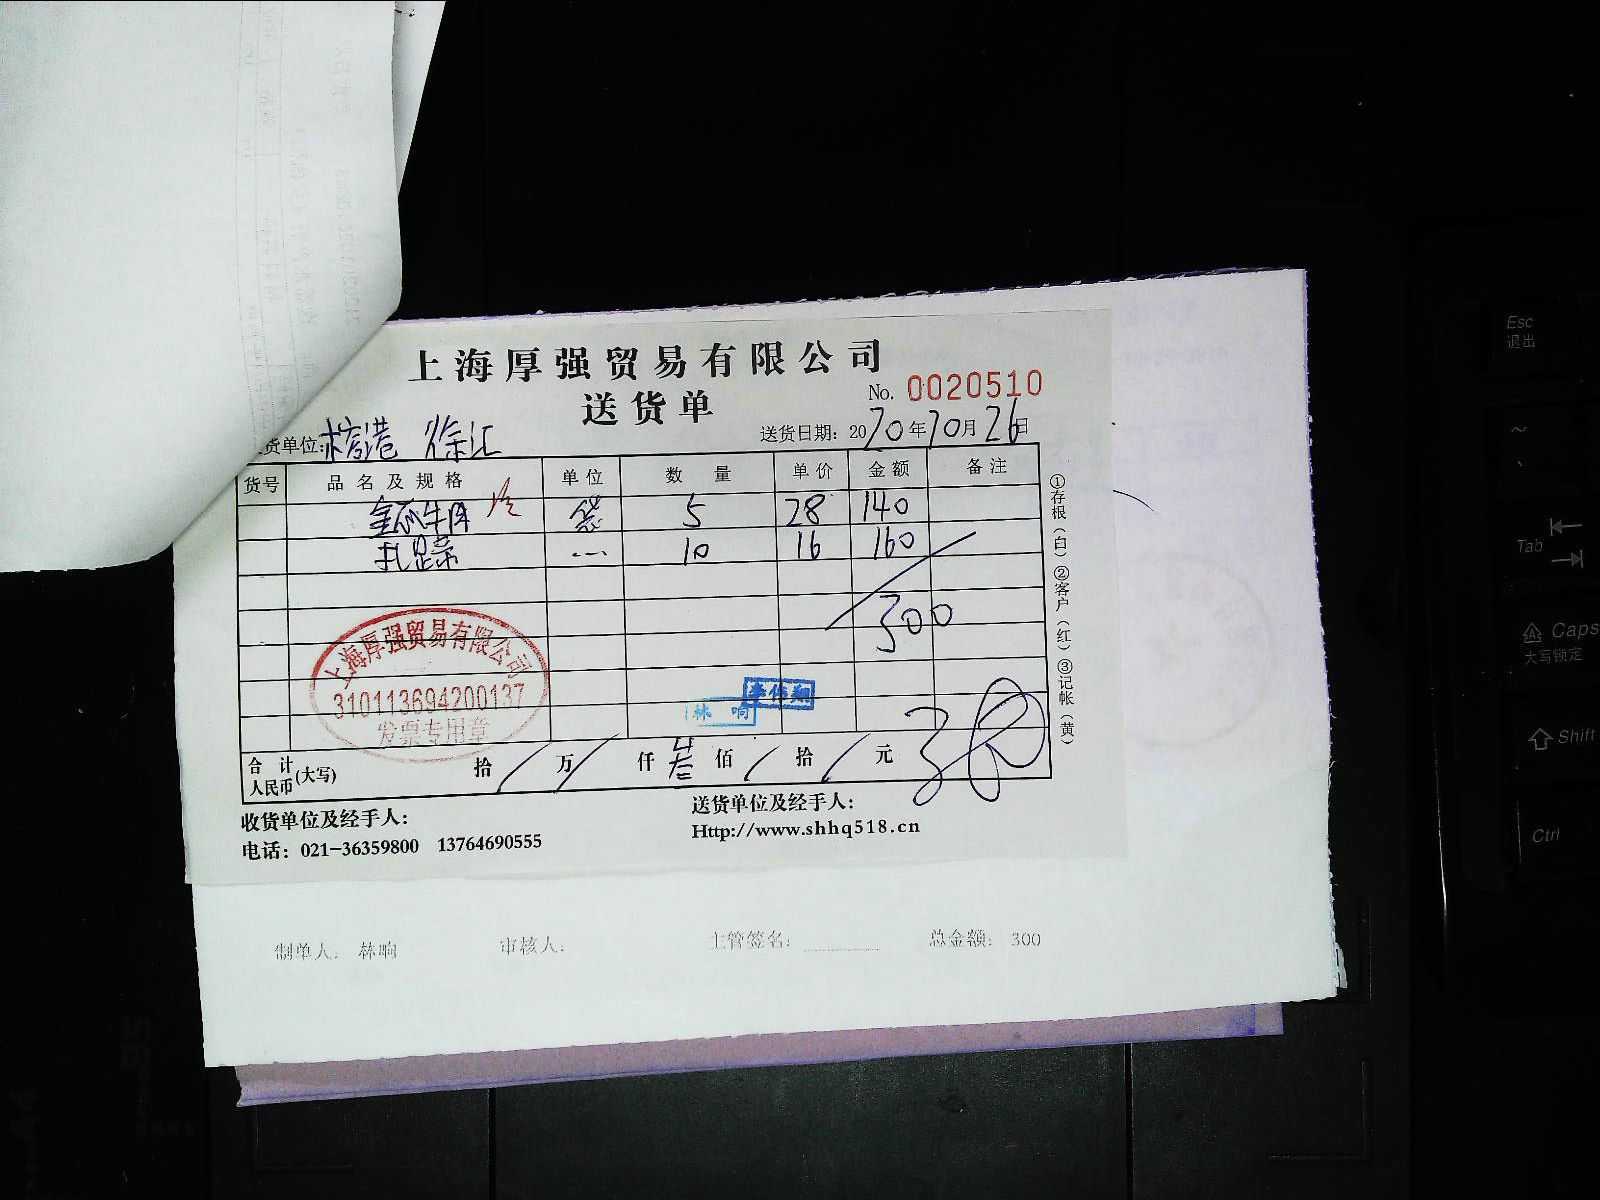 上海厚强贸易有限公司
送货单
No. 0020510
货单位: 徐汇
送货日期: 2020年10月26日
货号 品名及规格 单位 数量 单价 金额 备注
牛肉 袋 5 28 140
扎蹄 10 16 160
300
上海厚强贸易有限公司
310113694200137
发票专用章
林响
合计人民币(大写) 拾 万 仟 叁 佰 拾 元
①存根(白)②客户(红)③记帐(黄)
收货单位及经手人:
送货单位及经手人:
电话: 021-36359800 13764690555
Http://www.shhq518.cn
制单人: 林响 审核人: 主管签名: 总金额: 300
Esc
退出
~
Tab
Caps
大写锁定
Shift
Ctrl